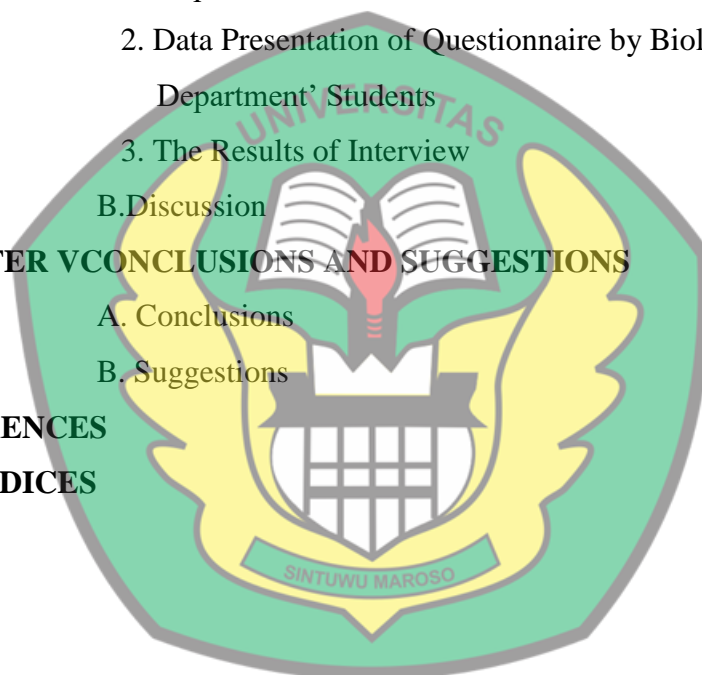 2. Data Presentation of Questionnaire by Biol
Department’ Students
UNIVERSITAS
3. The Results of Interview
B.Discussion
TER VCONCLUSIONS AND SUGGESTIONS
A. Conclusions
B. Suggestions
ENCES
DICES
SINTUWU MAROSO